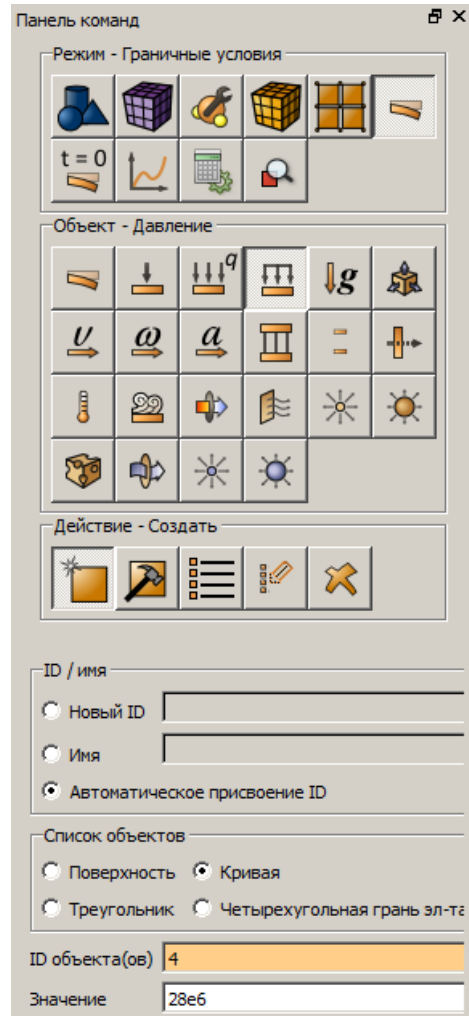 Панель команд
Режим - Граничные условия
t = 0
Объект - Давление
q
g
υ ω a
Действие - Создать
ID / имя
Новый ID
Имя
Автоматическое присвоение ID
Список объектов
Поверхность Кривая
Треугольник Четырехугольная грань эл-та
ID объекта(ов) 4
Значение 28e6